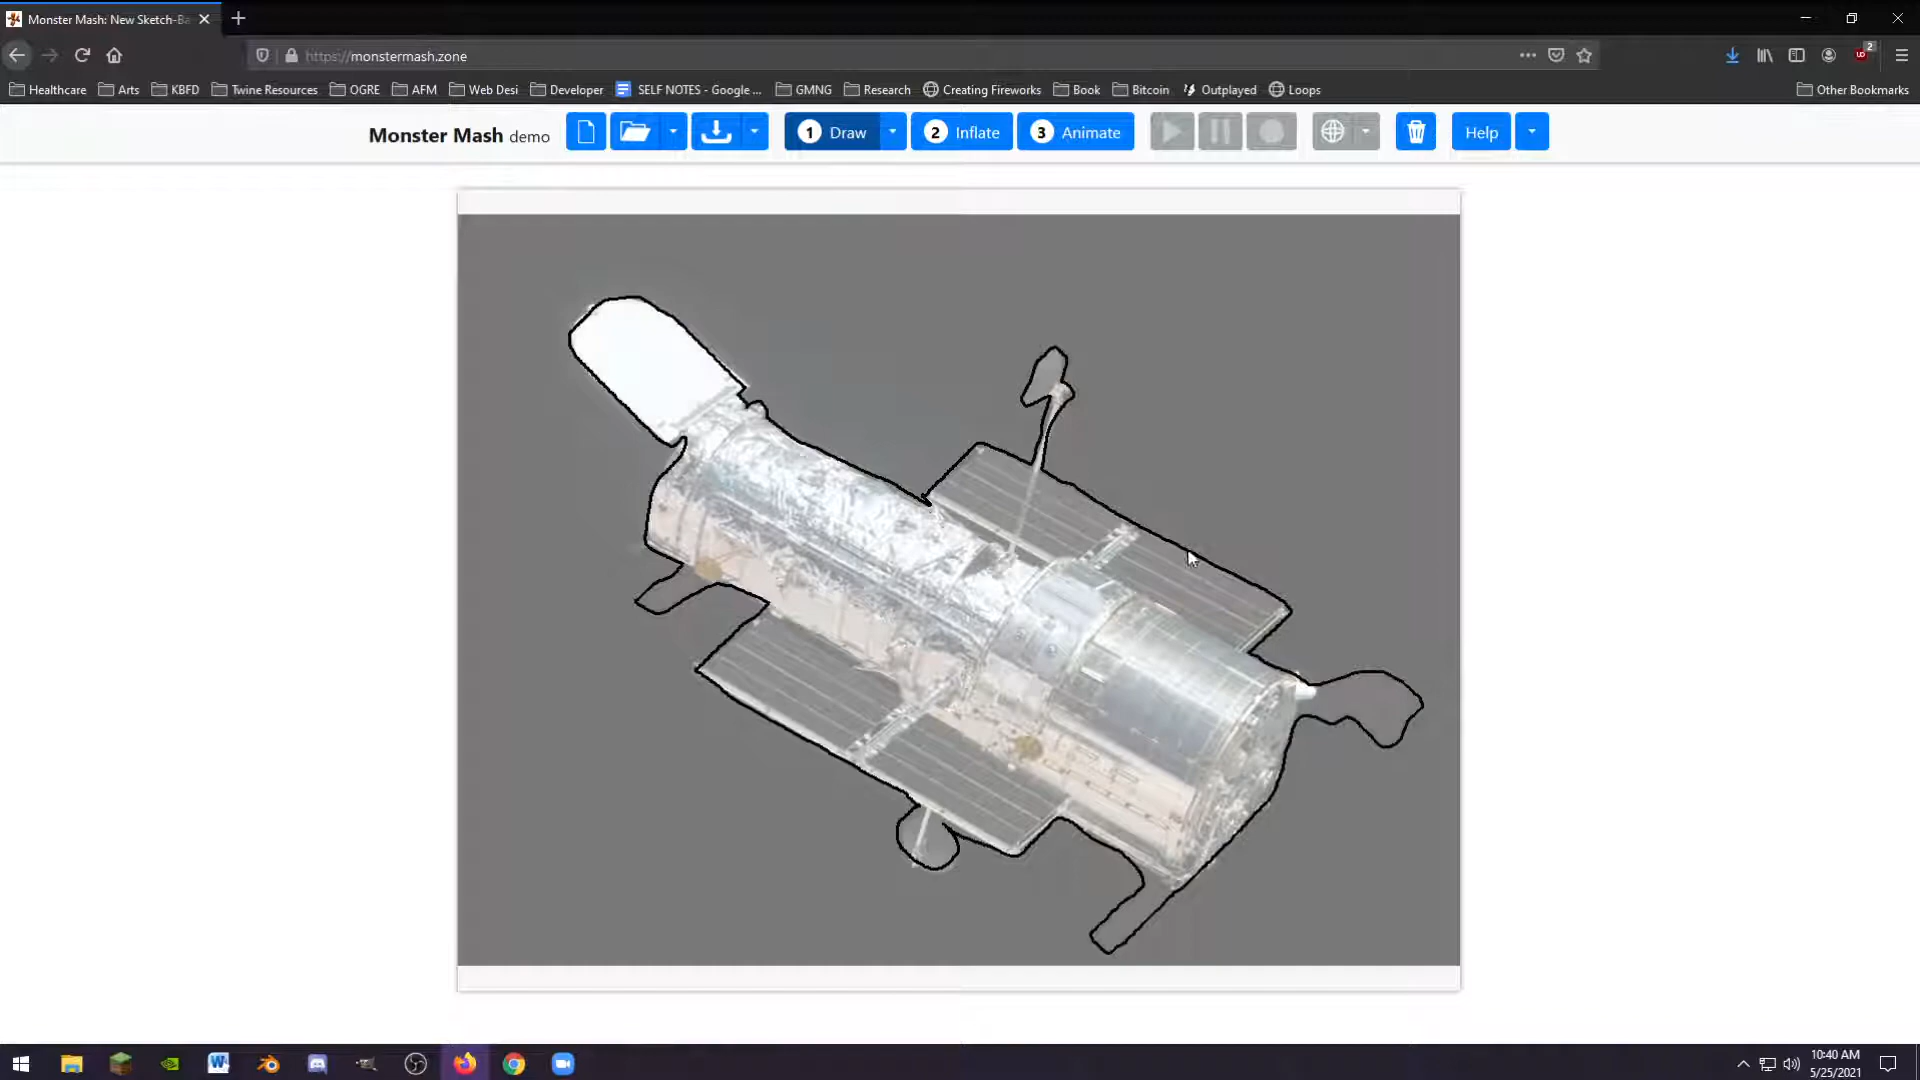 Monster Mash: New Sketch-Ba
https://monstermash.zone
2
Healthcare Arts KBFD Twine Resources OGRE AFM Web Desi Developer SELF NOTES - Google ... GMNG Research Creating Fireworks Book Bitcoin Outplayed Loops Other Bookmarks
Monster Mash demo 1 Draw 2 Inflate 3 Animate Help
10:40 AM
5/25/2021